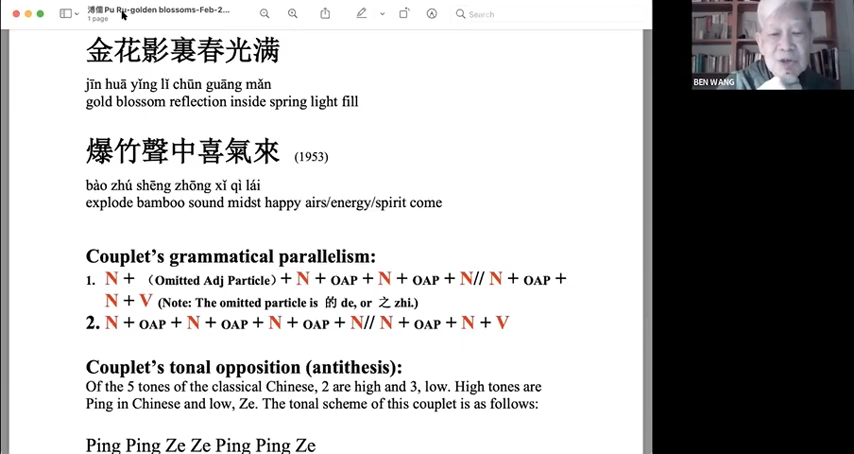 溥儒 Pu Ru-golden blossoms-Feb-2...
1 page
Search
金花影裏春光满
jīn huā yǐng lǐ chūn guāng mǎn
gold blossom reflection inside spring light fill
爆竹聲中喜氣來 (1953)
bào zhú shēng zhōng xǐ qì lái
explode bamboo sound midst happy airs/energy/spirit come
Couplet's grammatical parallelism:
1. N + （Omitted Adj Particle）+ N + OAP + N + OAP + N// N + OAP +
N + V (Note: The omitted particle is 的 de, or 之 zhi.)
2. N + OAP + N + OAP + N + OAP + N// N + OAP + N + V
Couplet's tonal opposition (antithesis):
Of the 5 tones of the classical Chinese, 2 are high and 3, low. High tones are
Ping in Chinese and low, Ze. The tonal scheme of this couplet is as follows:
Ping Ping Ze Ze Ping Ping Ze
BEN WANG